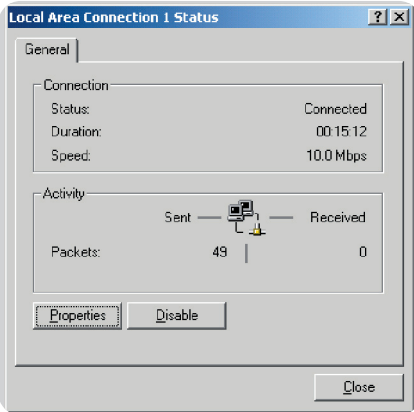 Local Area Connection 1 Status
General
Connection
Status: Connected
Duration: 00:15:12
Speed: 10.0 Mbps
Activity
Sent Received
Packets: 49 0
Properties Disable
Close